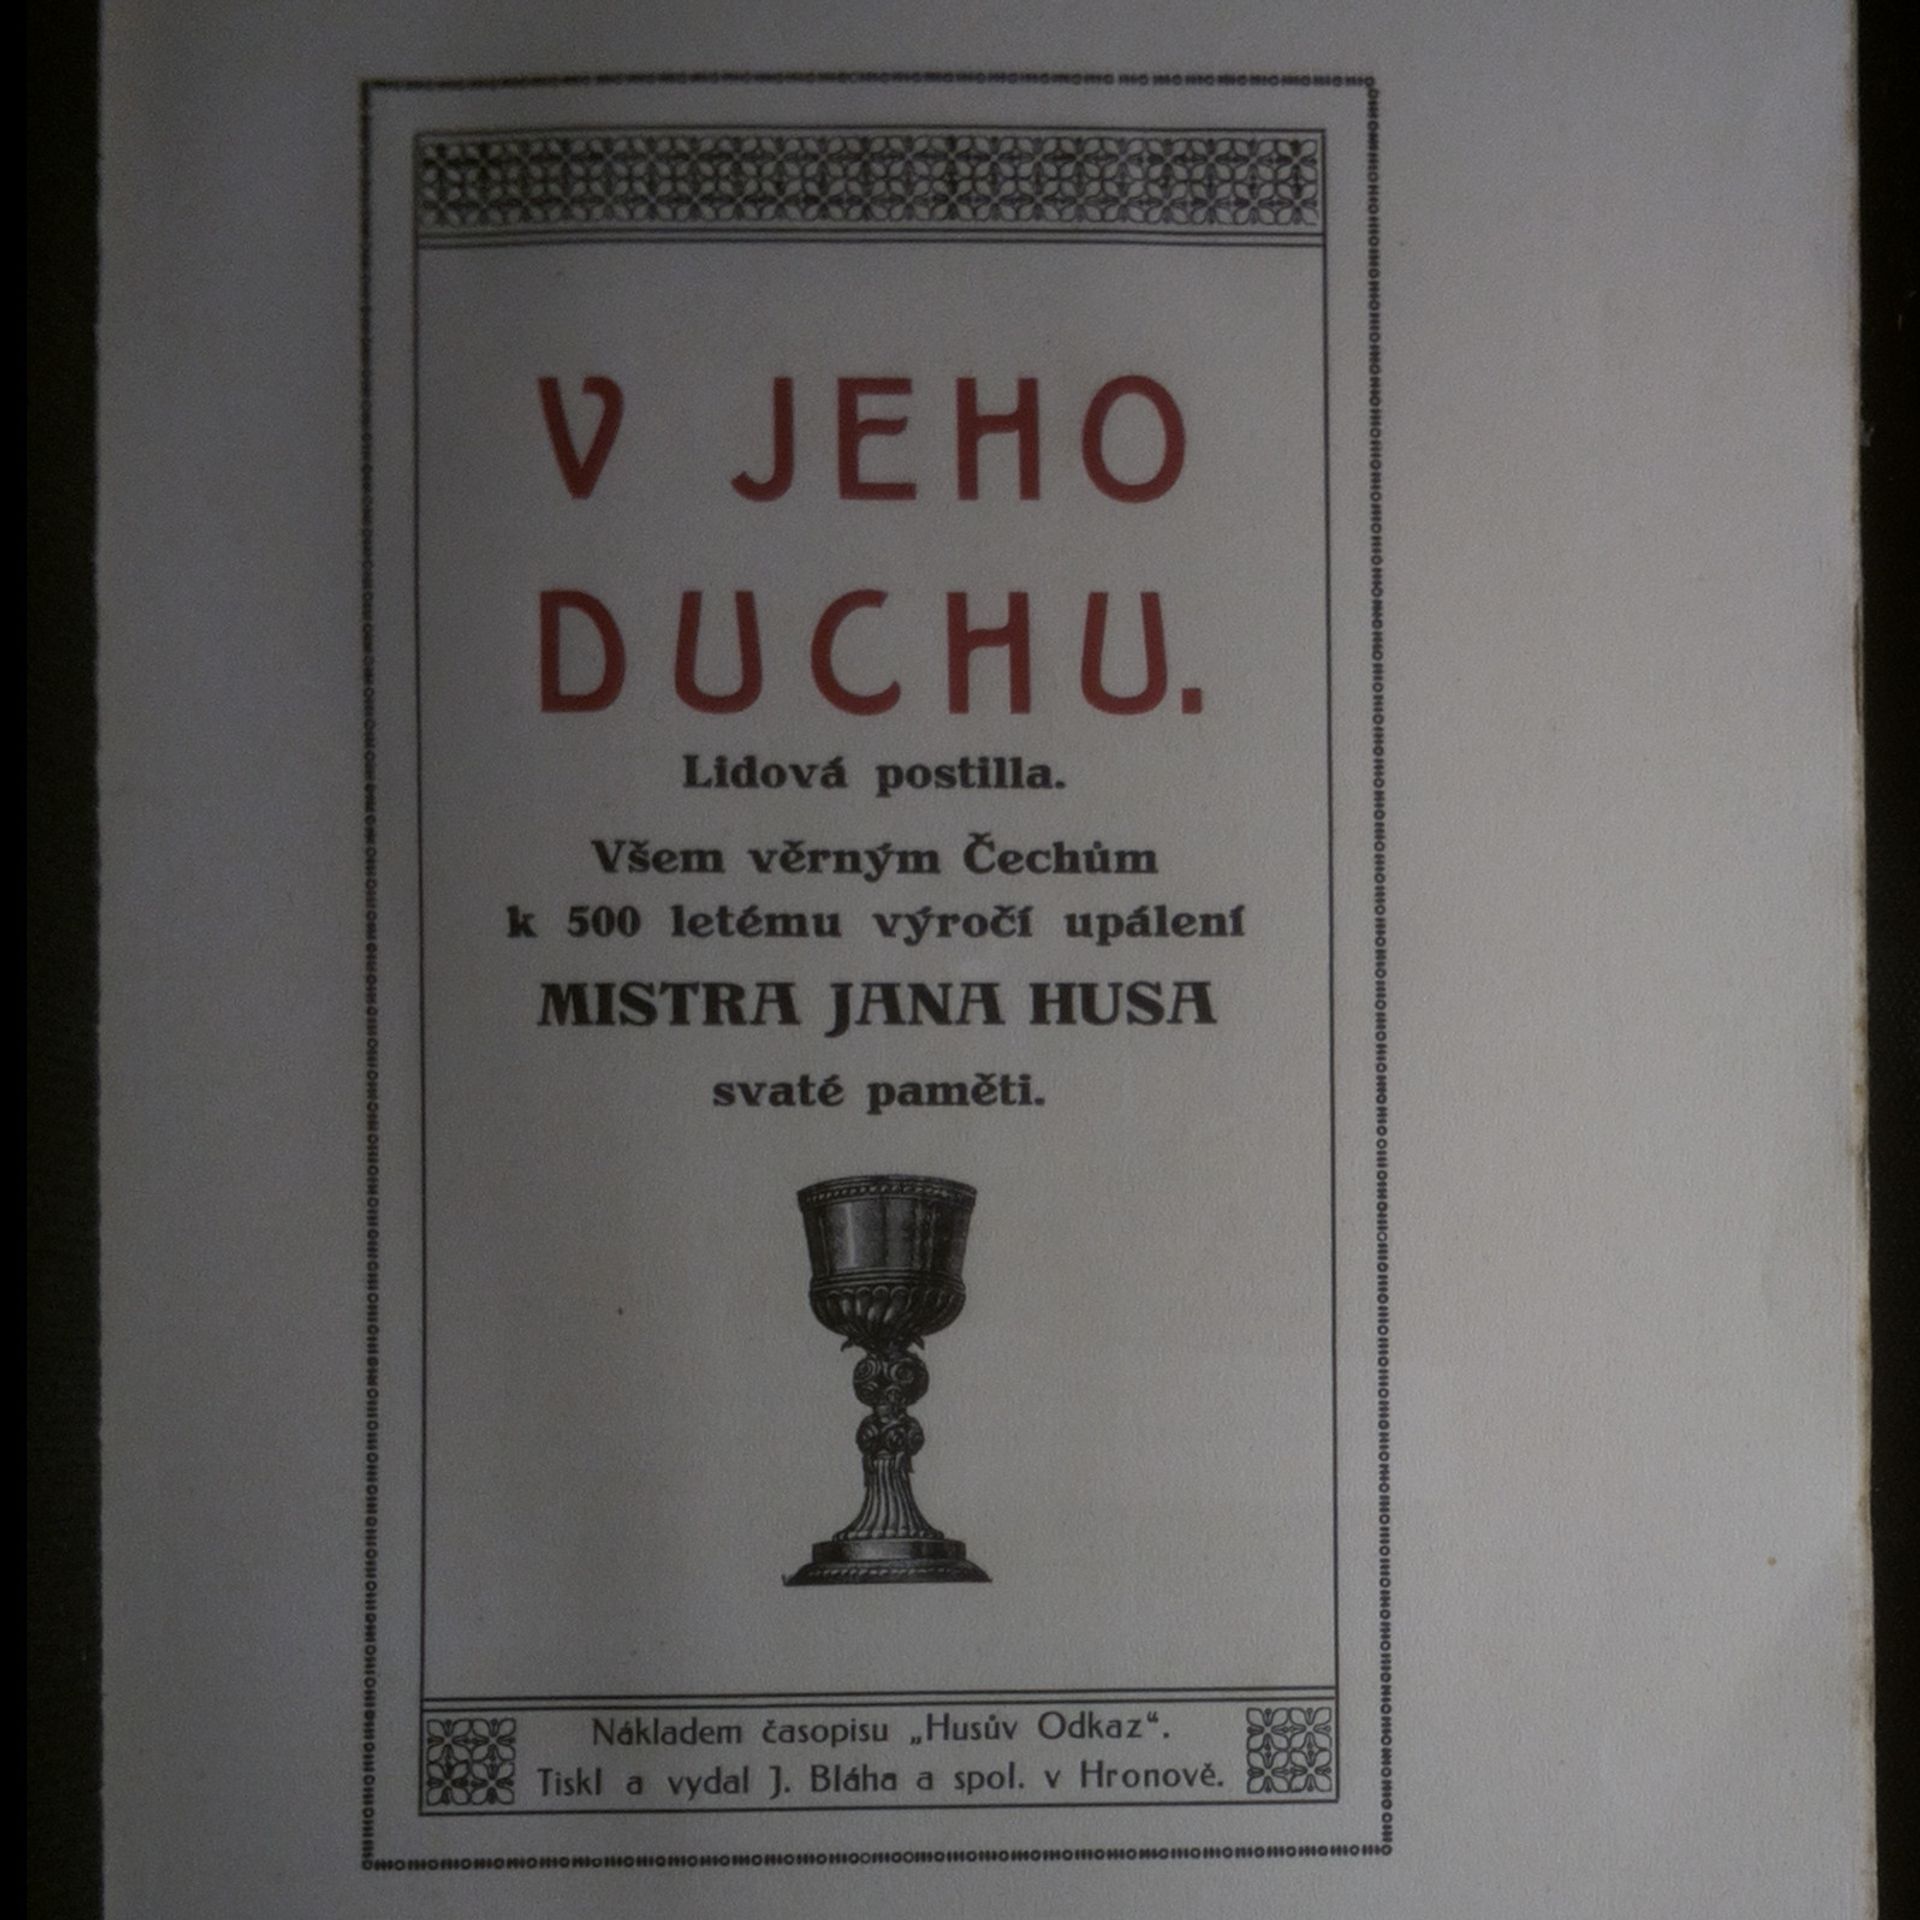 V JEHO
DUCHU.
Lidová postilla.
Všem věrným Čechům
k 500 letému výročí upálení
MISTRA JANA HUSA
svaté paměti.
Nákladem časopisu „Husův Odkaz“.
Tiskl a vydal J. Bláha a spol. v Hronově.